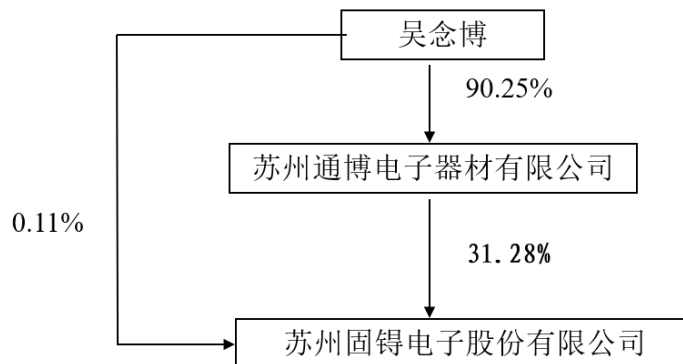 吴念博
90.25%
苏州通博电子器材有限公司
0.11%
31.28%
苏州固锝电子股份有限公司